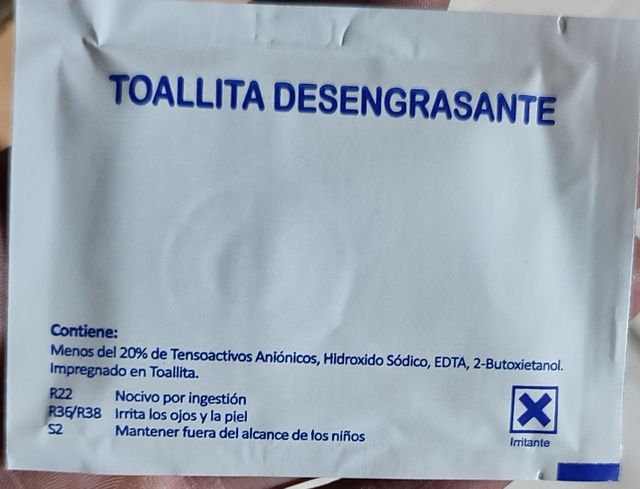 TOALLITA DESENGRASANTE
Contiene:
Menos del 20% de Tensoactivos Aniónicos, Hidroxido Sódico, EDTA, 2-Butoxietanol.
Impregnado en Toallita.
R22 Nocivo por ingestión
R36/R38 Irrita los ojos y la piel
S2 Mantener fuera del alcance de los niños
Irritante